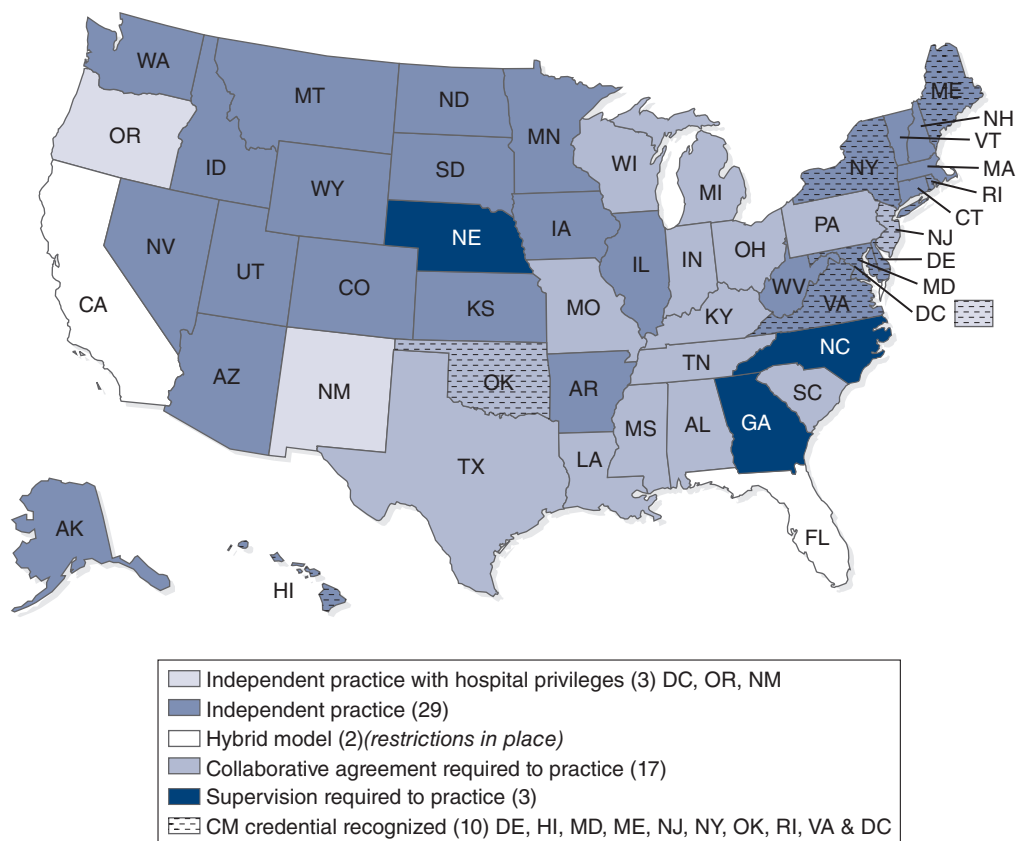 WA
MT
ND
MN
ME
NH
VT
OR
ID
WY
SD
WI
MI
NY
MA
RI
CT
NV
UT
CO
NE
IA
IL
IN
OH
PA
NJ
DE
MD
DC
CA
KS
MO
KY
WV
VA
AZ
NM
OK
AR
TN
NC
SC
TX
LA
MS
AL
GA
FL
AK
HI
Independent practice with hospital privileges (3) DC, OR, NM
Independent practice (29)
Hybrid model (2)(restrictions in place)
Collaborative agreement required to practice (17)
Supervision required to practice (3)
CM credential recognized (10) DE, HI, MD, ME, NJ, NY, OK, RI, VA & DC